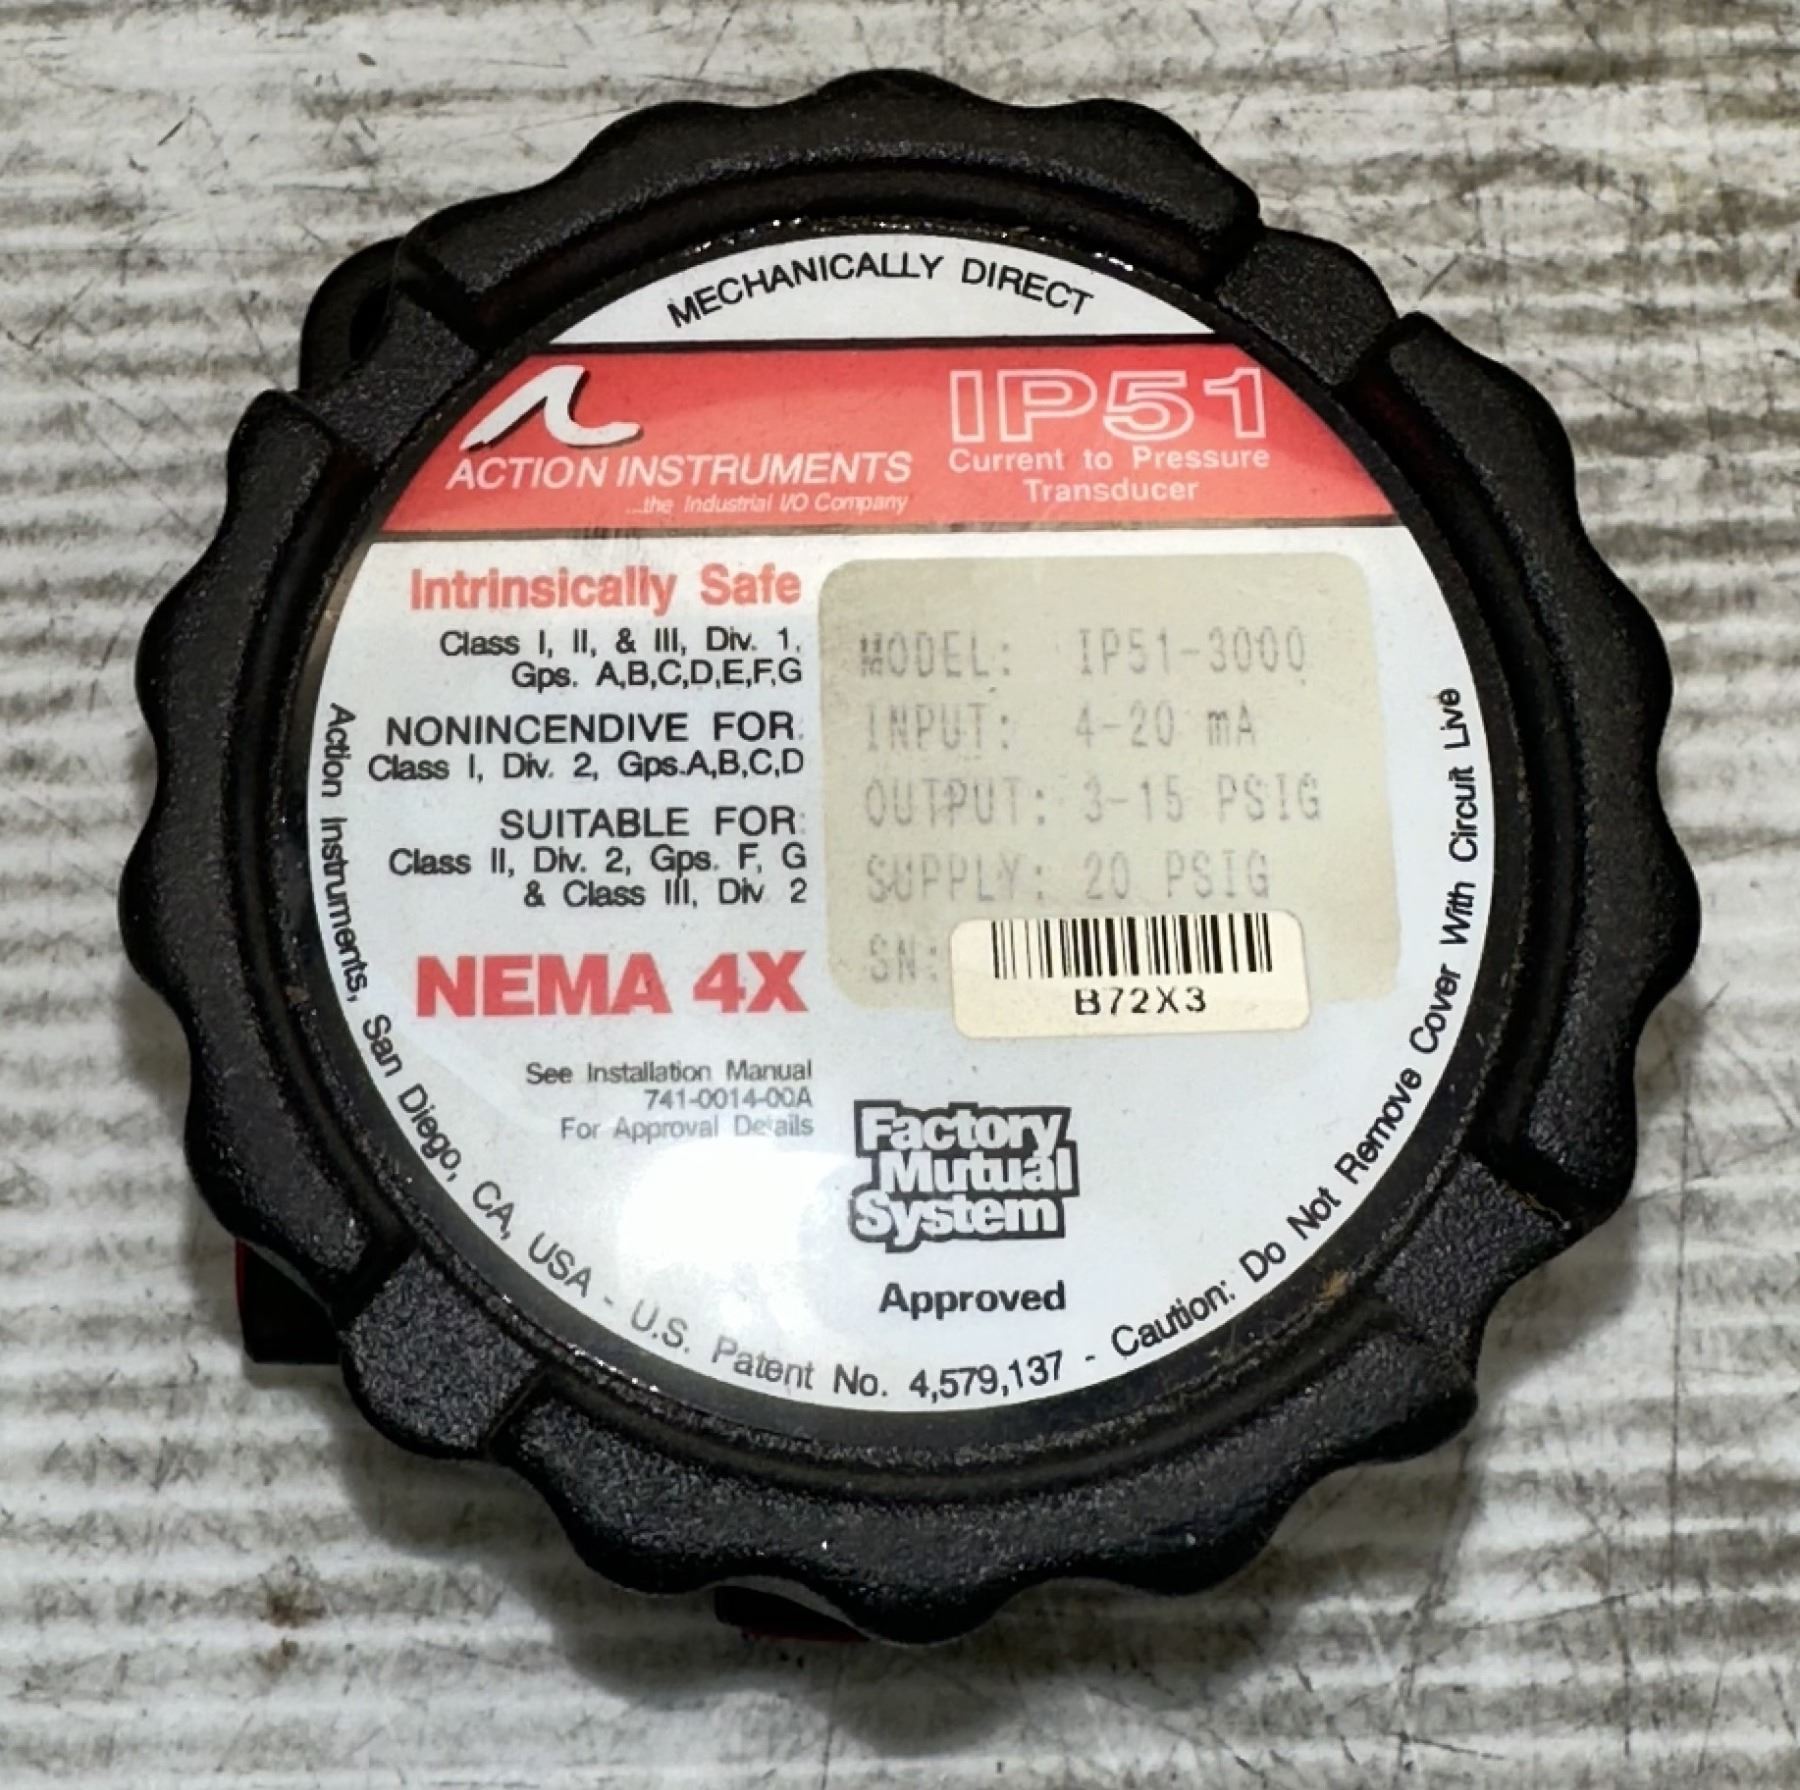 MECHANICALLY DIRECT
ACTION INSTRUMENTS
...the Industrial I/O Company
IP51
Current to Pressure
Transducer
Intrinsically Safe
Class I, II, & III, Div. 1,
Gps. A,B,C,D,E,F,G
NONINCENDIVE FOR:
Class I, Div. 2, Gps.A,B,C,D
SUITABLE FOR:
Class II, Div. 2, Gps. F, G
& Class III, Div 2
NEMA 4X
See Installation Manual
741-0014-00A
For Approval Details
MODEL: IP51-3000
INPUT: 4-20 mA
OUTPUT: 3-15 PSIG
SUPPLY: 20 PSIG
SN:
B72X3
Factory
Mutual
System
Approved
Action Instruments, San Diego, CA, USA - U.S. Patent No. 4,579,137 - Caution: Do Not Remove Cover With Circuit Live